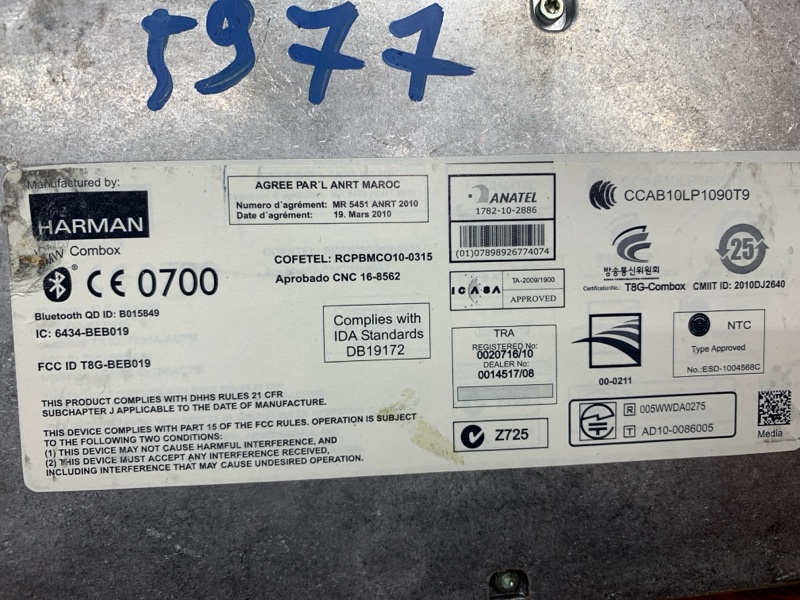 5977
Manufactured by:
HARMAN
BMW Combox
CE 0700
Bluetooth QD ID: B015849
IC: 6434-BEB019
FCC ID T8G-BEB019
THIS PRODUCT COMPLIES WITH DHHS RULES 21 CFR
SUBCHAPTER J APPLICABLE TO THE DATE OF MANUFACTURE.
THIS DEVICE COMPLIES WITH PART 15 OF THE FCC RULES. OPERATION IS SUBJECT
TO THE FOLLOWING TWO CONDITIONS:
(1) THIS DEVICE MAY NOT CAUSE HARMFUL INTERFERENCE, AND
(2) THIS DEVICE MUST ACCEPT ANY INTERFERENCE RECEIVED,
INCLUDING INTERFERENCE THAT MAY CAUSE UNDESIRED OPERATION.
AGREE PAR´L ANRT MAROC
Numero d´agrément: MR 5451 ANRT 2010
Date d´agrément: 19. Mars 2010
COFETEL: RCPBMCO10-0315
Aprobado CNC 16-8562
Complies with
IDA Standards
DB19172
ANATEL
1782-10-2886
(01)07898926774074
ICASA
TA-2009/1900
APPROVED
TRA
REGISTERED No:
0020716/10
DEALER No:
0014517/08
Z725
CCAB10LP1090T9
방송통신위원회
25
CertificationNo.: T8G-Combox CMIIT ID: 2010DJ2640
00-0211
NTC
Type Approved
No.:ESD-1004568C
R 005WWDA0275
T AD10-0086005
Media